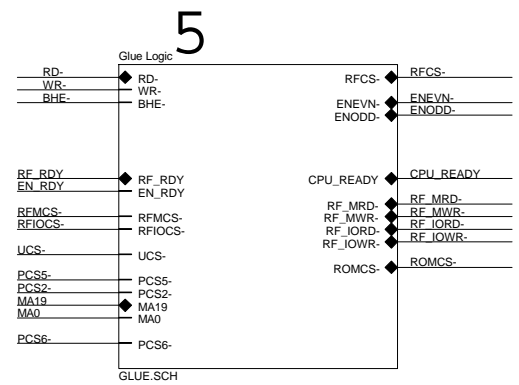 5
Glue Logic
RD- RD- RFCS- RFCS-
WR- WR-
BHE- BHE- ENEVN- ENEVN-
ENODD- ENODD-
RF_RDY RF_RDY CPU_READY CPU_READY
EN_RDY EN_RDY
RF_MRD- RF_MRD-
RFMCS- RFMCS- RF_MWR- RF_MWR-
RFIOCS- RFIOCS- RF_IORD- RF_IORD-
RF_IOWR- RF_IOWR-
UCS- UCS-
ROMCS- ROMCS-
PCS5- PCS5-
PCS2- PCS2-
MA19 MA19
MA0 MA0
PCS6- PCS6-
GLUE.SCH